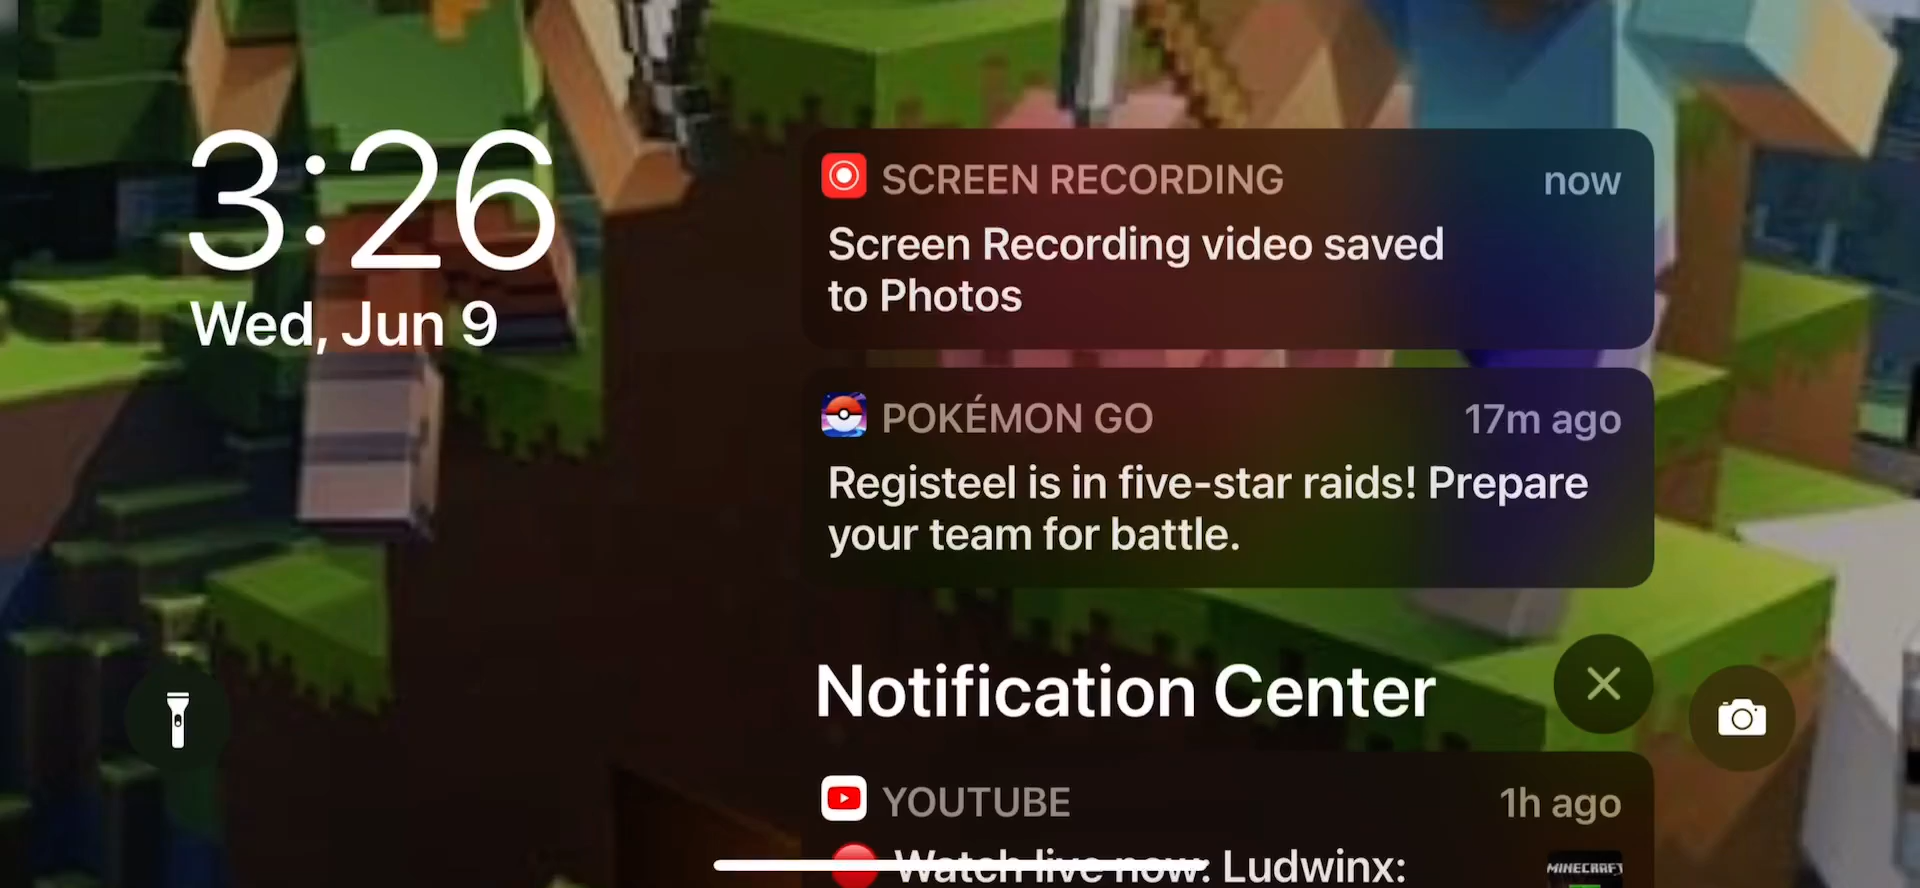 3:26
Wed, Jun 9
SCREEN RECORDING now
Screen Recording video saved
to Photos
POKÉMON GO 17m ago
Registeel is in five-star raids! Prepare
your team for battle.
Notification Center
YOUTUBE 1h ago
Watch live now: Ludwinx:
MINECRAFT